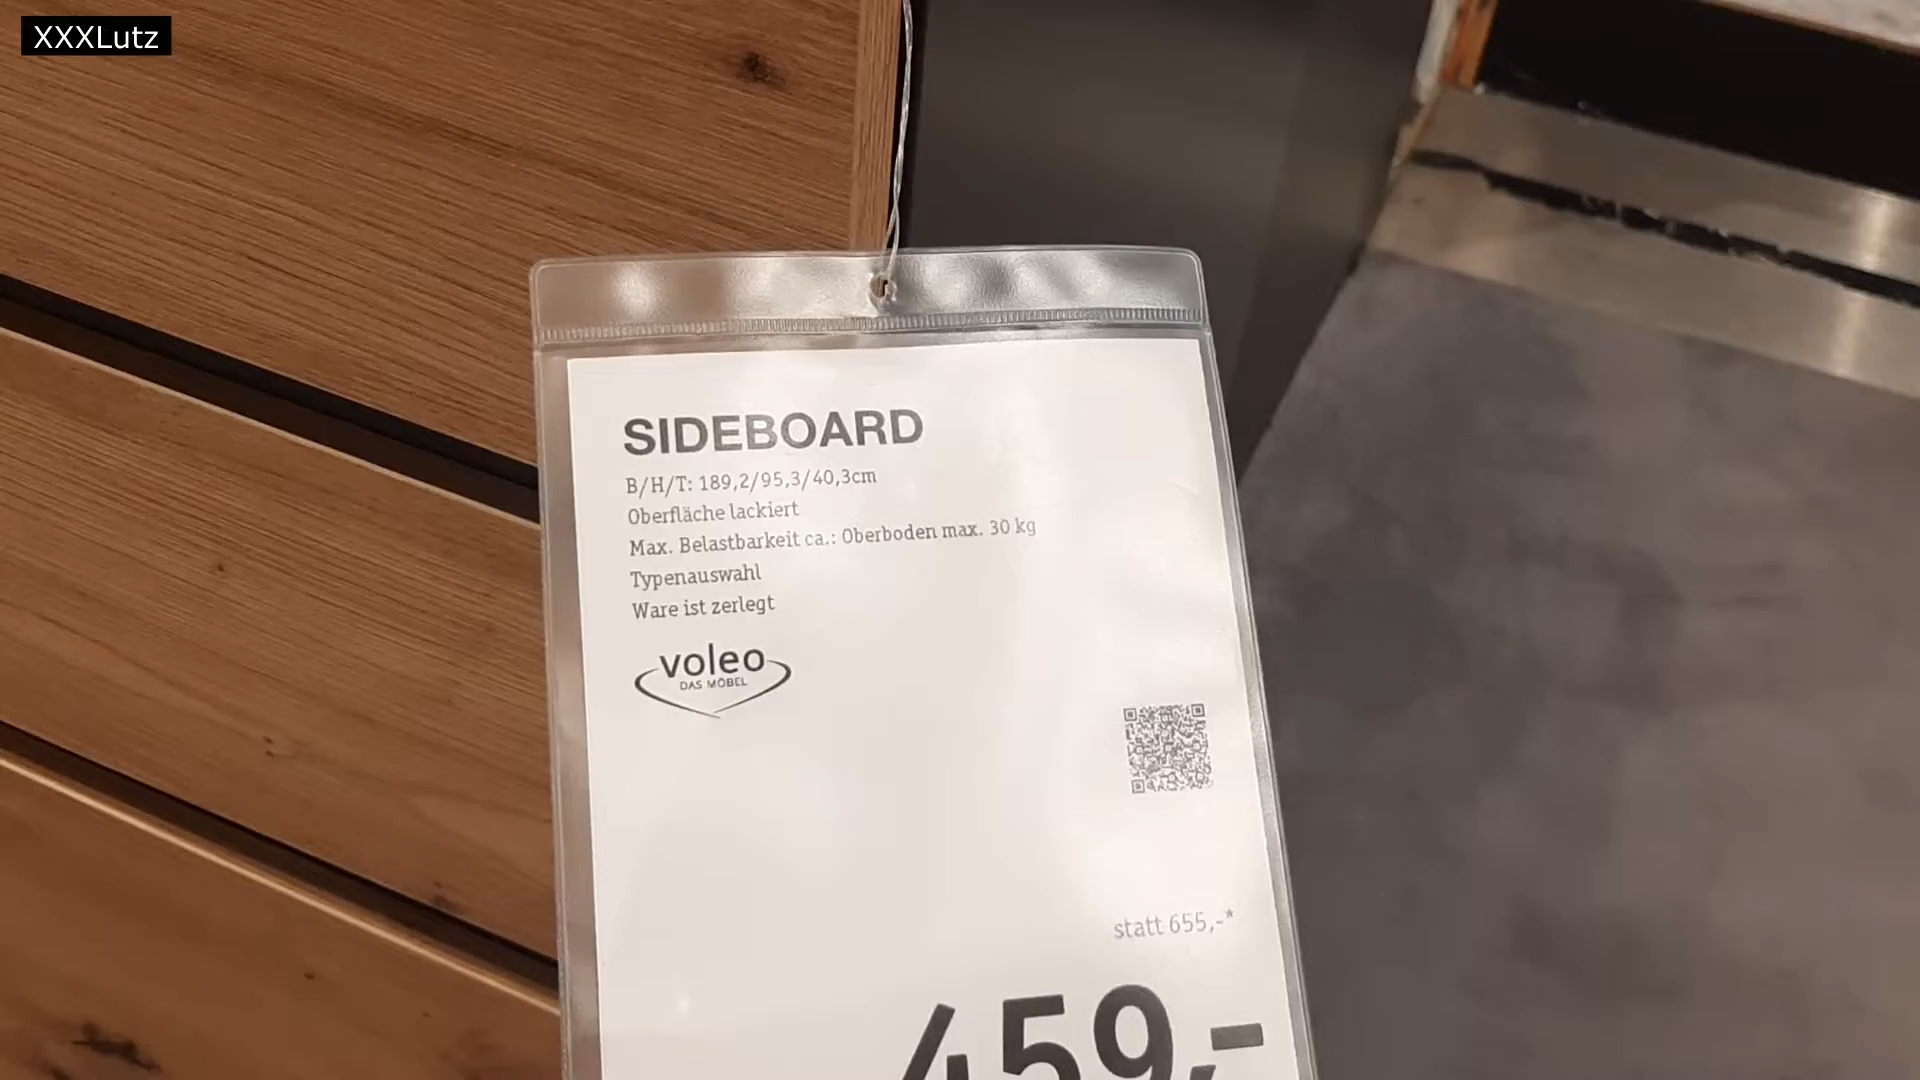 XXXLutz
SIDEBOARD
B/H/T: 189,2/95,3/40,3cm
Oberfläche lackiert
Max. Belastbarkeit ca.: Oberboden max. 30 kg
Typenauswahl
Ware ist zerlegt
voleo
DAS MÖBEL
statt 655,-*
459,-